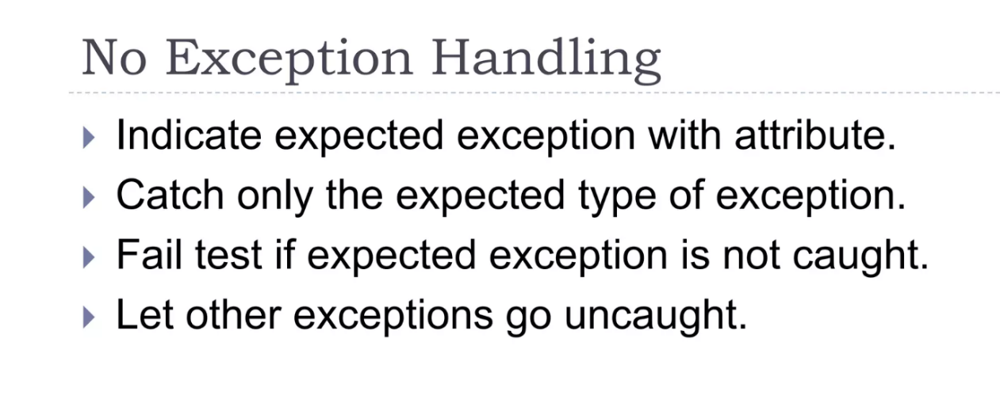 No Exception Handling
Indicate expected exception with attribute.
Catch only the expected type of exception.
Fail test if expected exception is not caught.
Let other exceptions go uncaught.